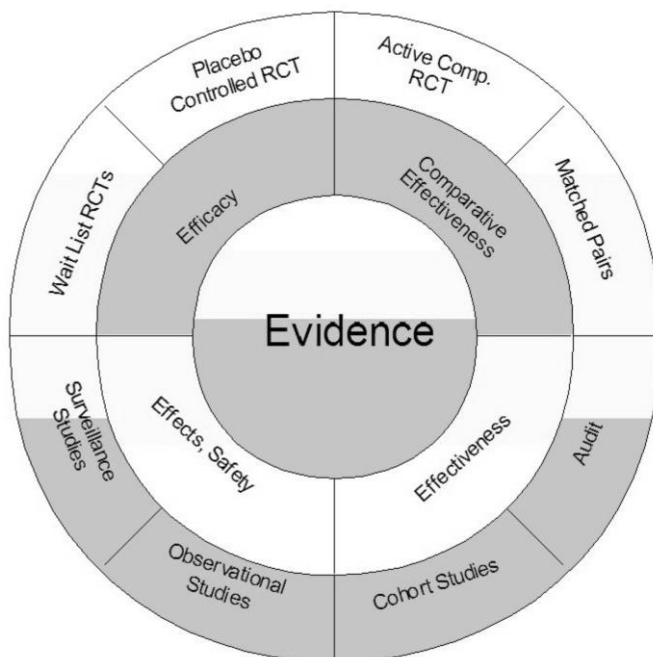 Placebo
Controlled RCT
Active Comp.
RCT
Wait List RCTs
Efficacy
Comparative
Effectiveness
Matched Pairs
Evidence
Surveillance
Studies
Effects, Safety
Effectiveness
Audit
Observational
Studies
Cohort Studies